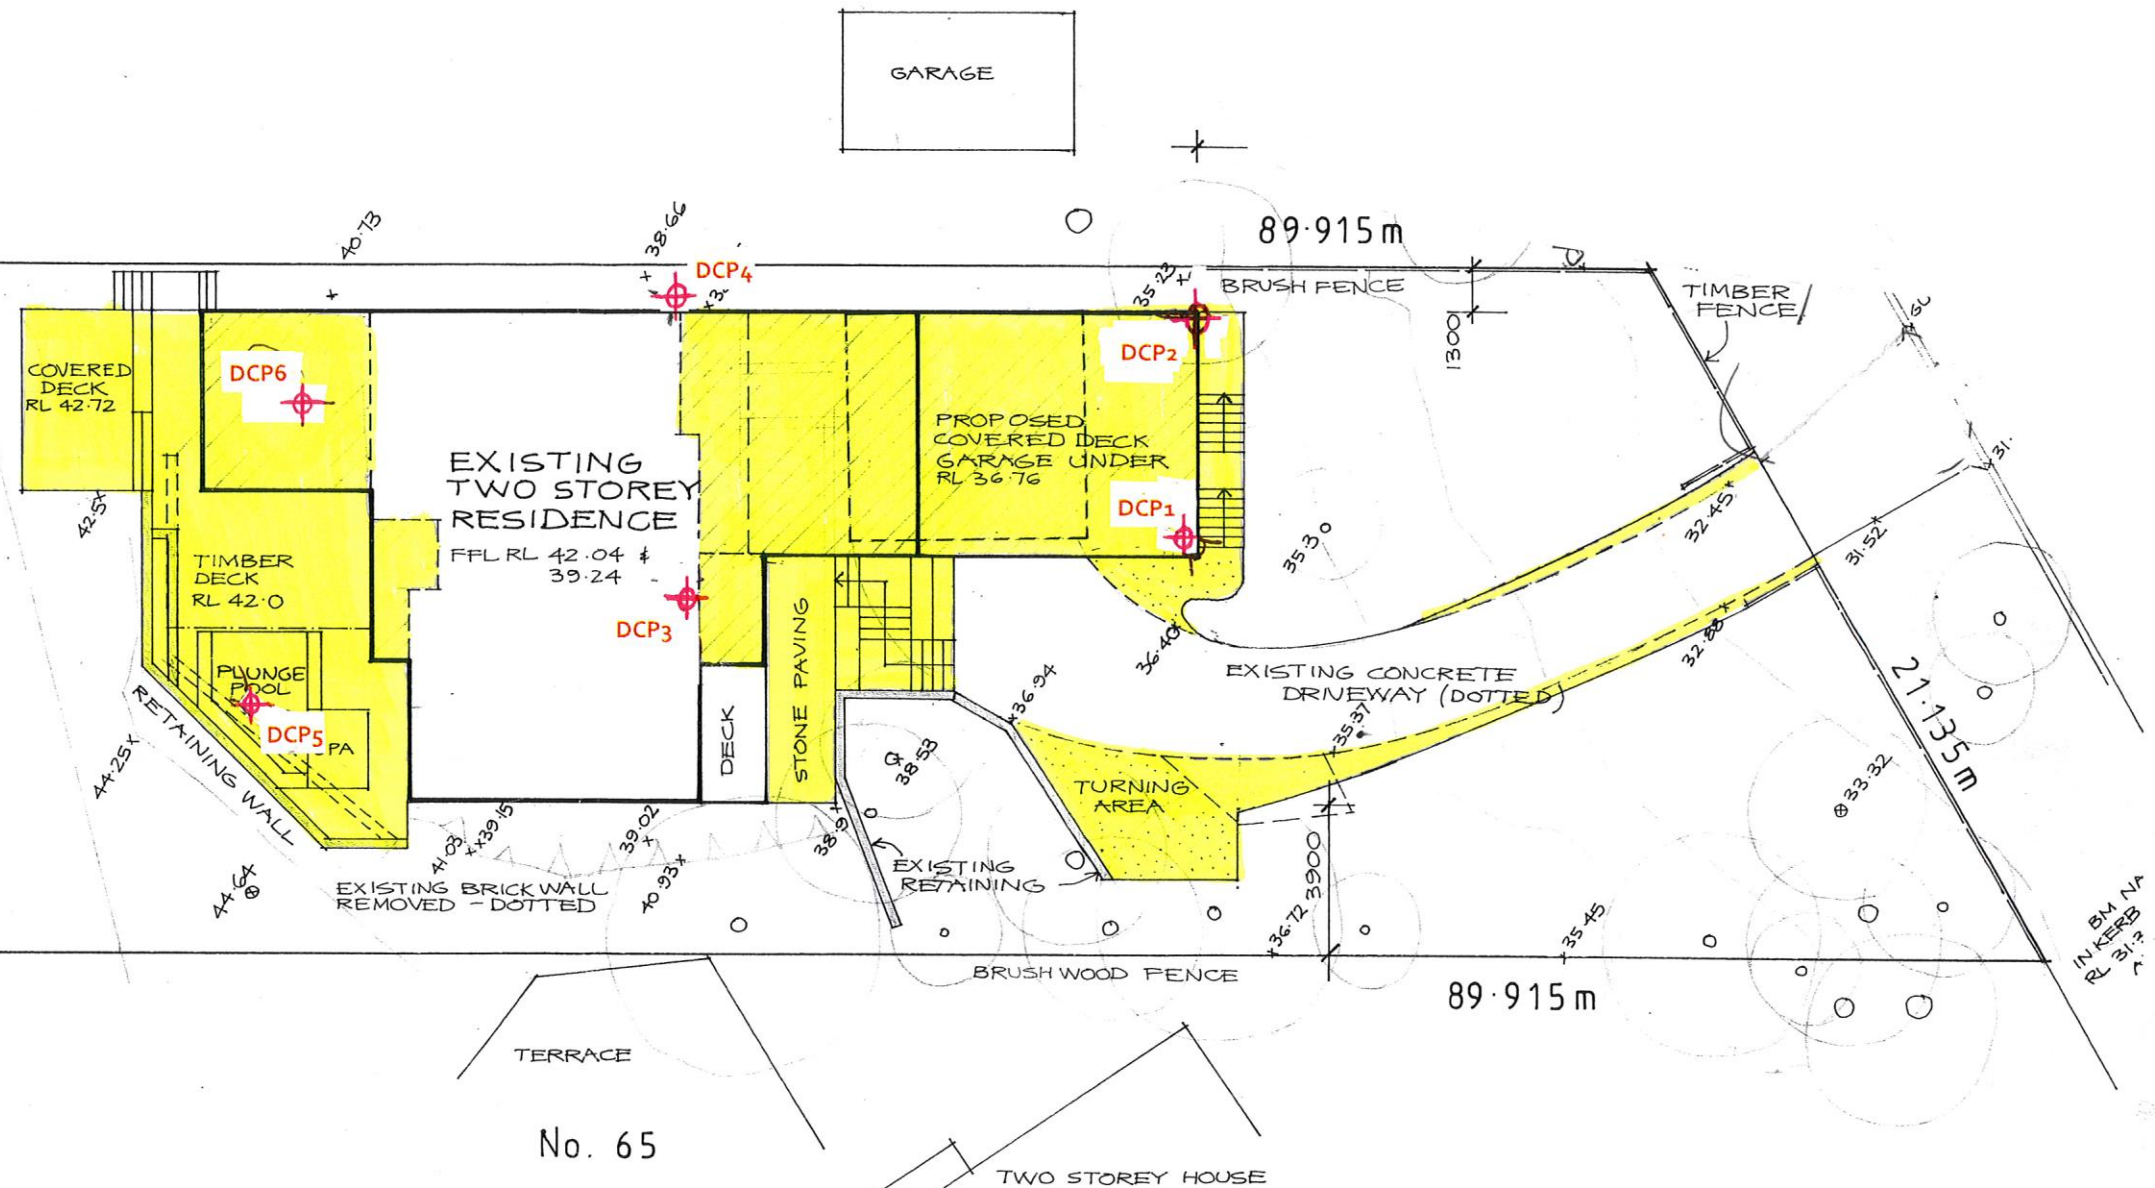 GARAGE
40.73
38.66
89.915m
DCP4
35.23
BRUSH FENCE
TIMBER
FENCE
1300
COVERED
DECK
RL 42.72
DCP6
DCP2
PROPOSED
COVERED DECK
GARAGE UNDER
RL 36.76
EXISTING
TWO STOREY
RESIDENCE
FFL RL 42.04 &
39.24
DCP1
42.5
32.45
31.52
31.
35.30
TIMBER
DECK
RL 42.0
DCP3
STONE PAVING
36.40
32.88
EXISTING CONCRETE
DRIVEWAY (DOTTED)
36.94
21.135m
PLUNGE
POOL
DCP5
PA
RETAINING WALL
DECK
44.25
38.53
35.37
TURNING
AREA
33.32
41.03
39.15
39.02
38.9
40.93
3900
EXISTING
RETAINING
44.64
EXISTING BRICK WALL
REMOVED - DOTTED
36.72
35.45
BM NA
IN KERB
RL 31.?
BRUSHWOOD FENCE
89.915m
TERRACE
No. 65
TWO STOREY HOUSE